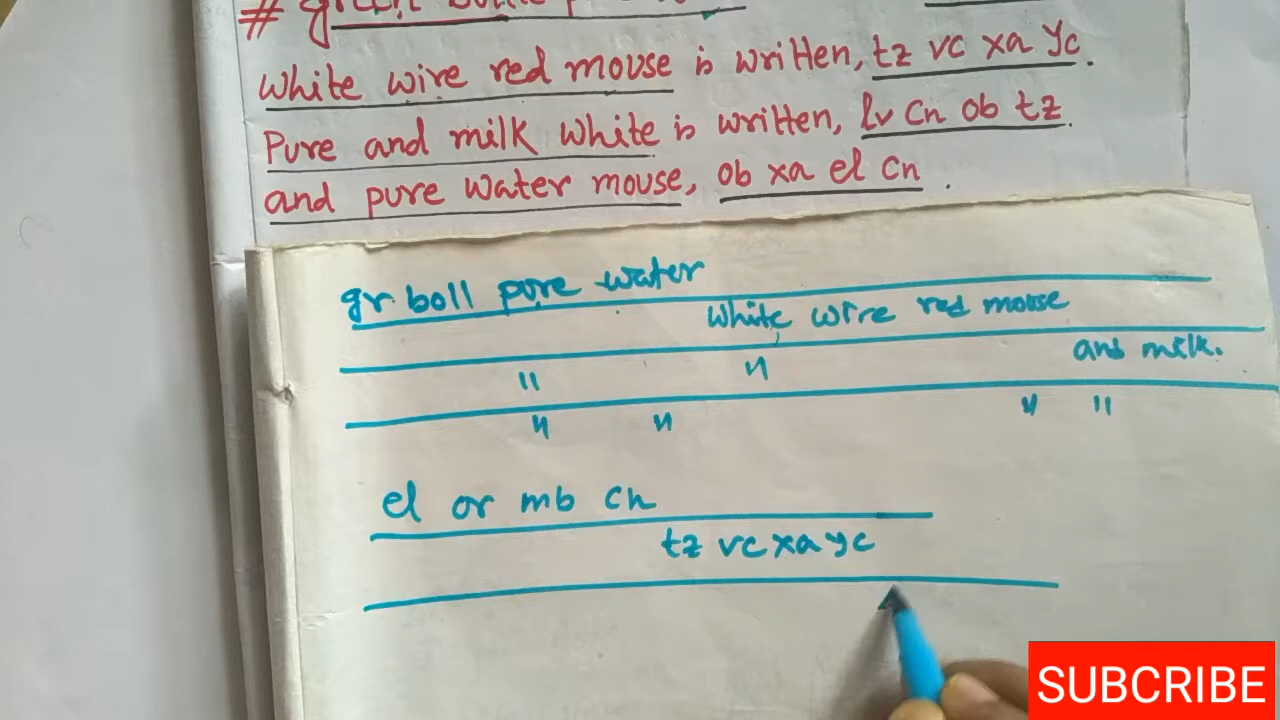 # green bottle
White wire red mouse is written, tz vc xa yc.
Pure and milk white is written, lv cn ob tz.
and pure water mouse, ob xa el cn.
gr. boll pure water
white wire red mouse
and milk.
el or mb cn
tz vc xa yc
SUBCRIBE